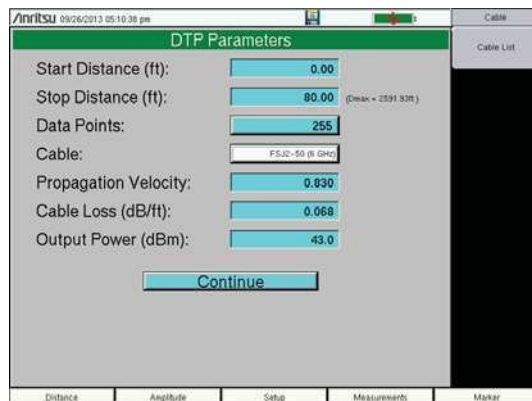 Anritsu 09/26/2013 05:10:38 pm
Cable
DTP Parameters
Cable List
Start Distance (ft): 0.00
Stop Distance (ft): 80.00 (Dmax = 2591.93ft)
Data Points: 255
Cable: FSJ2-50 (6 GHz)
Propagation Velocity: 0.830
Cable Loss (dB/ft): 0.068
Output Power (dBm): 43.0
Continue
Distance Amplitude Setup Measurements Marker